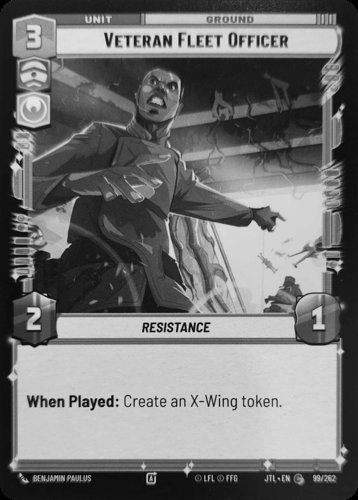 UNIT GROUND
3
VETERAN FLEET OFFICER
2
RESISTANCE
1
When Played: Create an X-Wing token.
BENJAMIN PAULUS A © LFL © FFG JTL • EN C 99/262